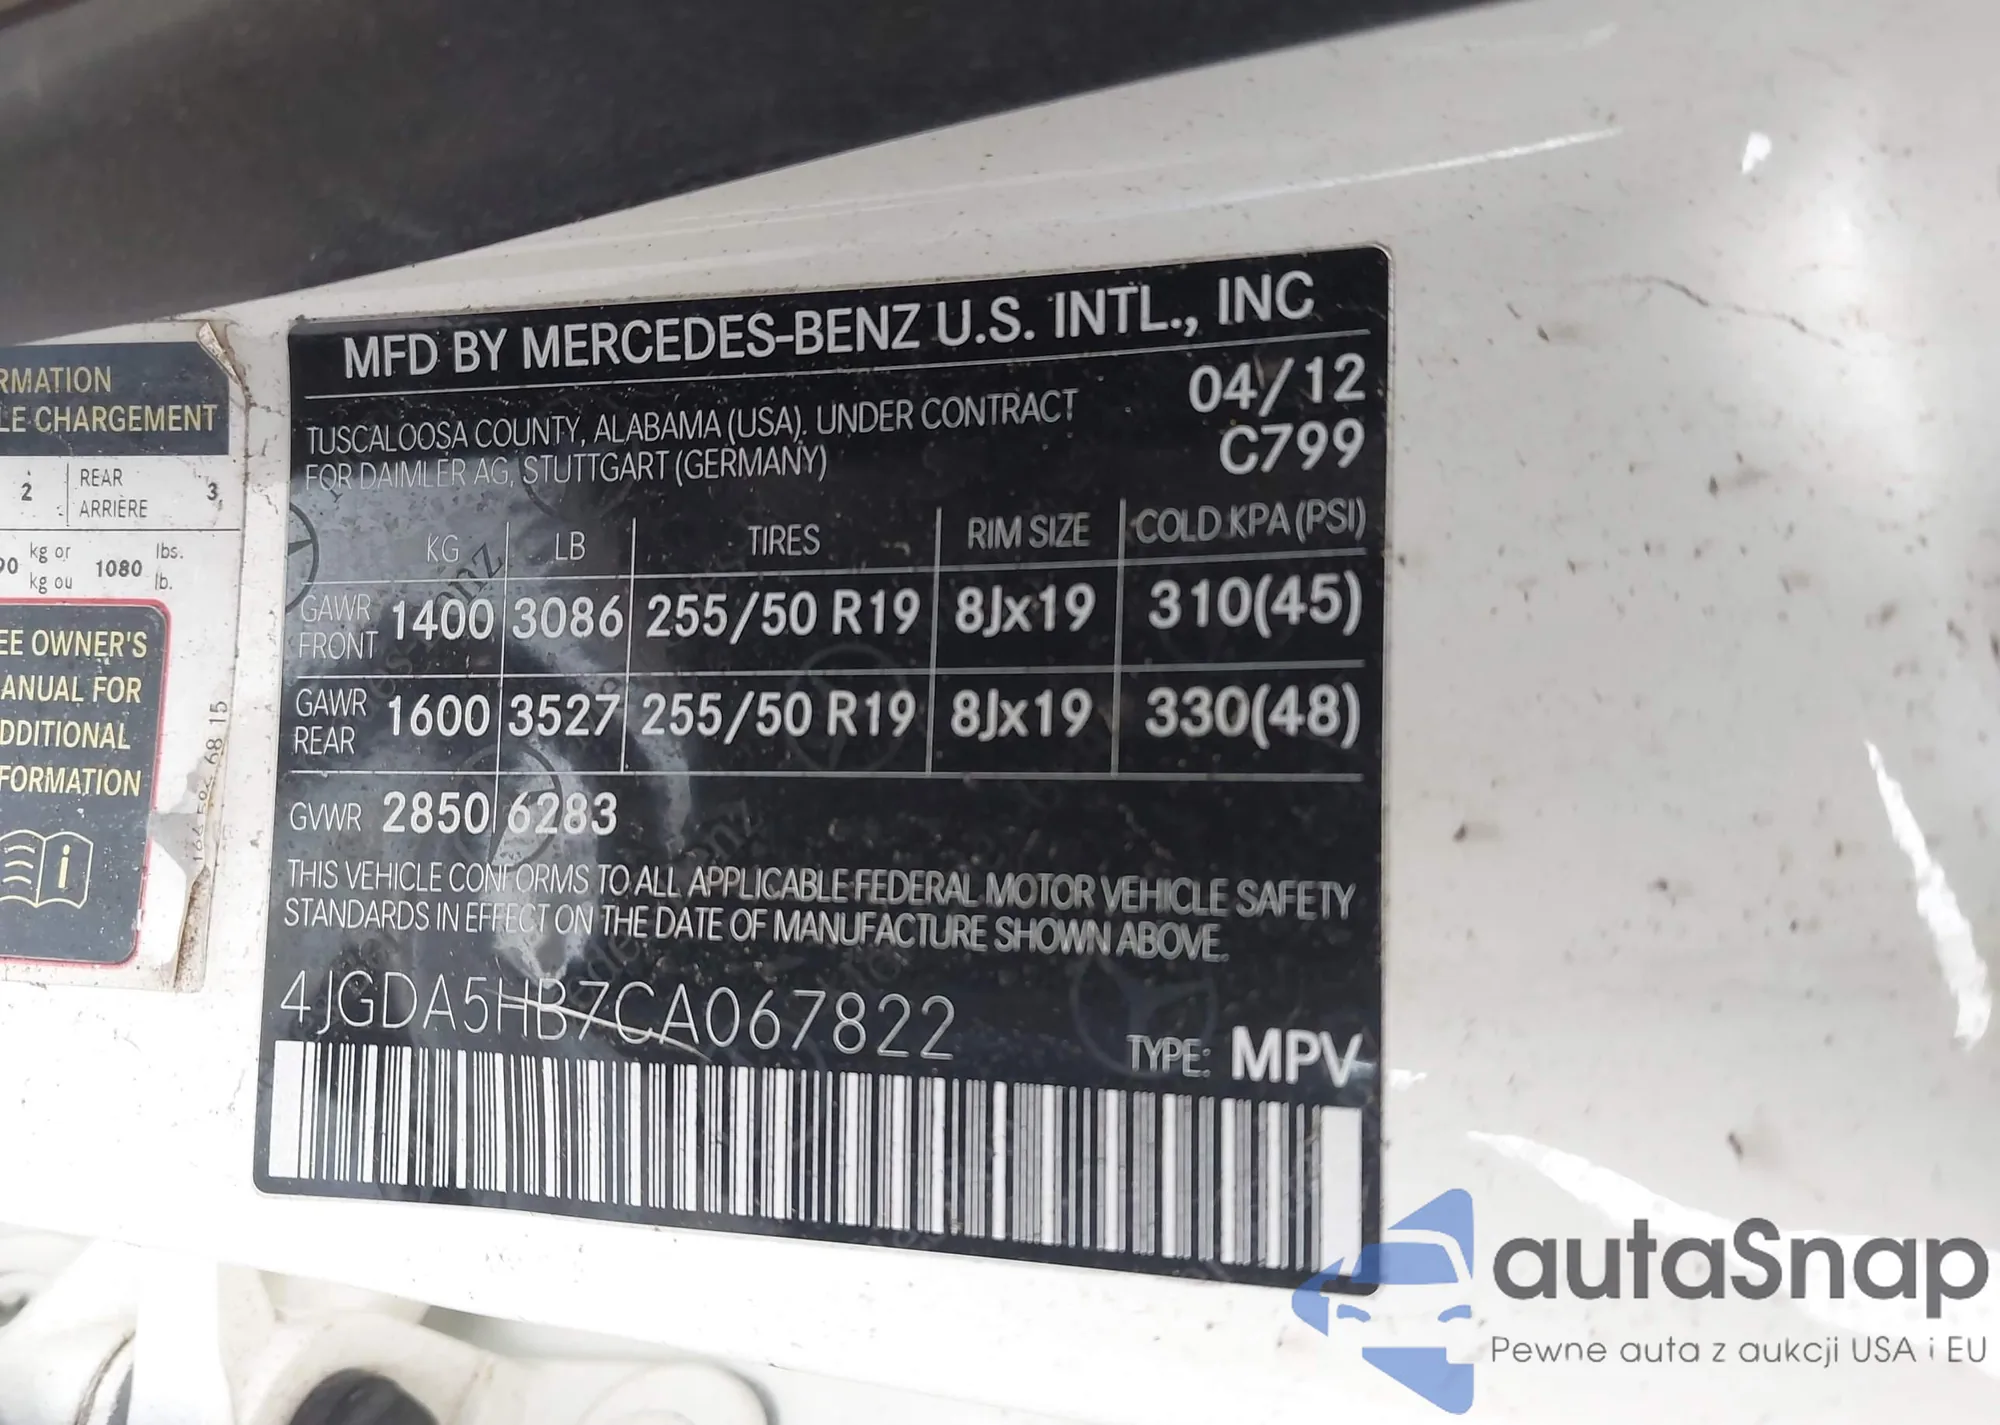 RMATION
LE CHARGEMENT
2
REAR
ARRIÈRE
3
90
kg or
kg ou
1080
lbs.
lb.
EE OWNER'S
ANUAL FOR
DDITIONAL
FORMATION
i
68 15
MFD BY MERCEDES-BENZ U.S. INTL., INC
04/12
TUSCALOOSA COUNTY, ALABAMA (USA). UNDER CONTRACT
FOR DAIMLER AG, STUTTGART (GERMANY)
C799
KG LB TIRES RIM SIZE COLD KPA (PSI)
GAWR FRONT 1400 3086 255/50 R19 8Jx19 310(45)
GAWR REAR 1600 3527 255/50 R19 8Jx19 330(48)
GVWR 2850 6283
THIS VEHICLE CONFORMS TO ALL APPLICABLE FEDERAL MOTOR VEHICLE SAFETY
STANDARDS IN EFFECT ON THE DATE OF MANUFACTURE SHOWN ABOVE.
4JGDA5HB7CA067822
TYPE: MPV
autaSnap
Pewne auta z aukcji USA i EU